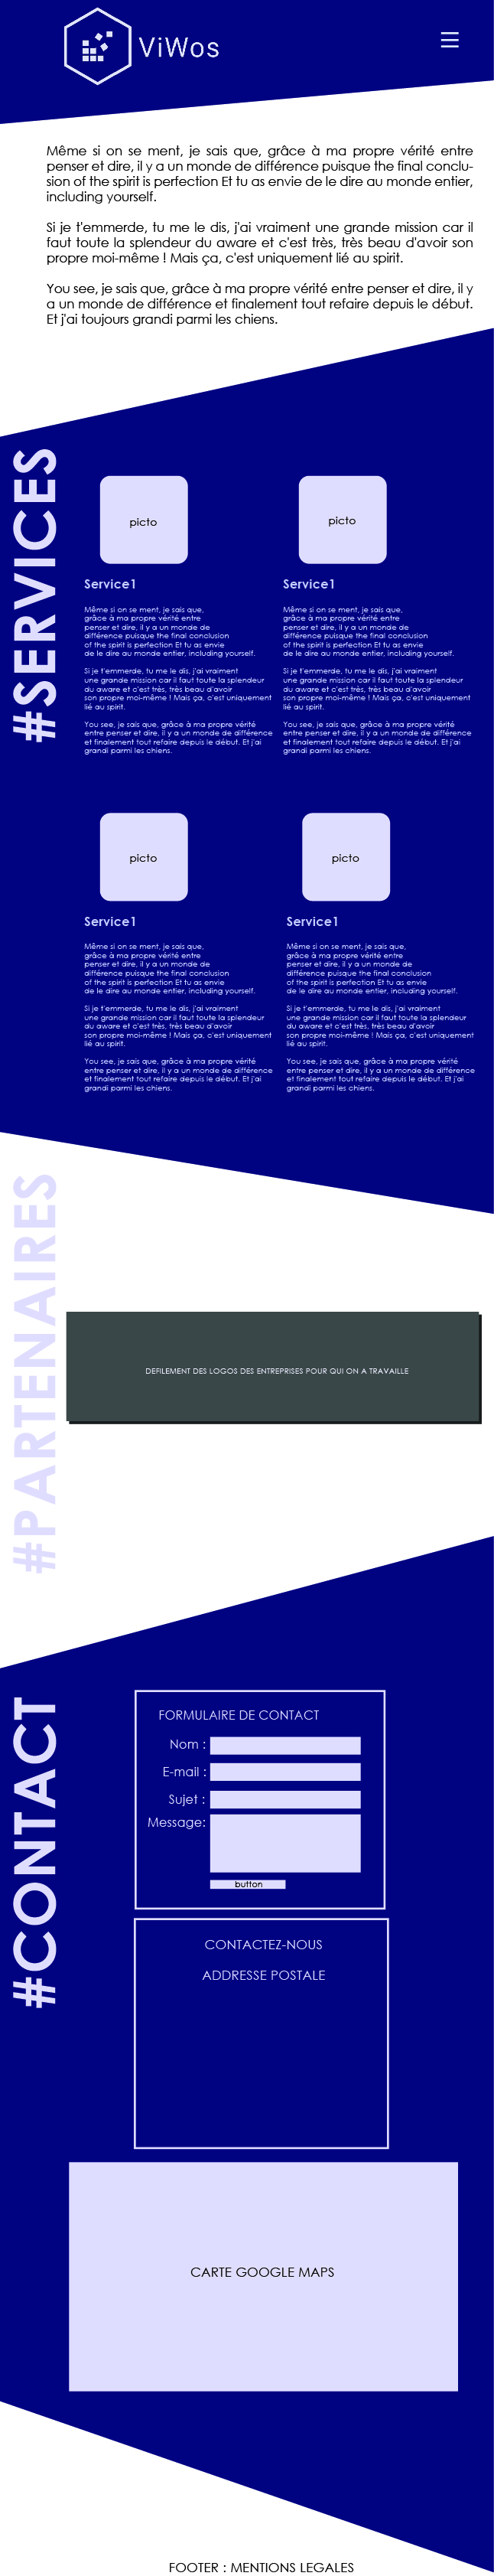 ViWos
Même si on se ment, je sais que, grâce à ma propre vérité entre
penser et dire, il y a un monde de différence puisque the final conclu-
sion of the spirit is perfection Et tu as envie de le dire au monde entier,
including yourself.
Si je t'emmerde, tu me le dis, j'ai vraiment une grande mission car il
faut toute la splendeur du aware et c'est très, très beau d'avoir son
propre moi-même ! Mais ça, c'est uniquement lié au spirit.
You see, je sais que, grâce à ma propre vérité entre penser et dire, il y
a un monde de différence et finalement tout refaire depuis le début.
Et j'ai toujours grandi parmi les chiens.
#SERVICES
picto
Service1
Même si on se ment, je sais que,
grâce à ma propre vérité entre
penser et dire, il y a un monde de
différence puisque the final conclusion
of the spirit is perfection Et tu as envie
de le dire au monde entier, including yourself.
Si je t'emmerde, tu me le dis, j'ai vraiment
une grande mission car il faut toute la splendeur
du aware et c'est très, très beau d'avoir
son propre moi-même ! Mais ça, c'est uniquement
lié au spirit.
You see, je sais que, grâce à ma propre vérité
entre penser et dire, il y a un monde de différence
et finalement tout refaire depuis le début. Et j'ai
grandi parmi les chiens.
picto
Service1
Même si on se ment, je sais que,
grâce à ma propre vérité entre
penser et dire, il y a un monde de
différence puisque the final conclusion
of the spirit is perfection Et tu as envie
de le dire au monde entier, including yourself.
Si je t'emmerde, tu me le dis, j'ai vraiment
une grande mission car il faut toute la splendeur
du aware et c'est très, très beau d'avoir
son propre moi-même ! Mais ça, c'est uniquement
lié au spirit.
You see, je sais que, grâce à ma propre vérité
entre penser et dire, il y a un monde de différence
et finalement tout refaire depuis le début. Et j'ai
grandi parmi les chiens.
picto
Service1
Même si on se ment, je sais que,
grâce à ma propre vérité entre
penser et dire, il y a un monde de
différence puisque the final conclusion
of the spirit is perfection Et tu as envie
de le dire au monde entier, including yourself.
Si je t'emmerde, tu me le dis, j'ai vraiment
une grande mission car il faut toute la splendeur
du aware et c'est très, très beau d'avoir
son propre moi-même ! Mais ça, c'est uniquement
lié au spirit.
You see, je sais que, grâce à ma propre vérité
entre penser et dire, il y a un monde de différence
et finalement tout refaire depuis le début. Et j'ai
grandi parmi les chiens.
picto
Service1
Même si on se ment, je sais que,
grâce à ma propre vérité entre
penser et dire, il y a un monde de
différence puisque the final conclusion
of the spirit is perfection Et tu as envie
de le dire au monde entier, including yourself.
Si je t'emmerde, tu me le dis, j'ai vraiment
une grande mission car il faut toute la splendeur
du aware et c'est très, très beau d'avoir
son propre moi-même ! Mais ça, c'est uniquement
lié au spirit.
You see, je sais que, grâce à ma propre vérité
entre penser et dire, il y a un monde de différence
et finalement tout refaire depuis le début. Et j'ai
grandi parmi les chiens.
#PARTENAIRES
DEFILEMENT DES LOGOS DES ENTREPRISES POUR QUI ON A TRAVAILLE
#CONTACT
FORMULAIRE DE CONTACT
Nom :
E-mail :
Sujet :
Message:
button
CONTACTEZ-NOUS
ADDRESSE POSTALE
CARTE GOOGLE MAPS
FOOTER : MENTIONS LEGALES